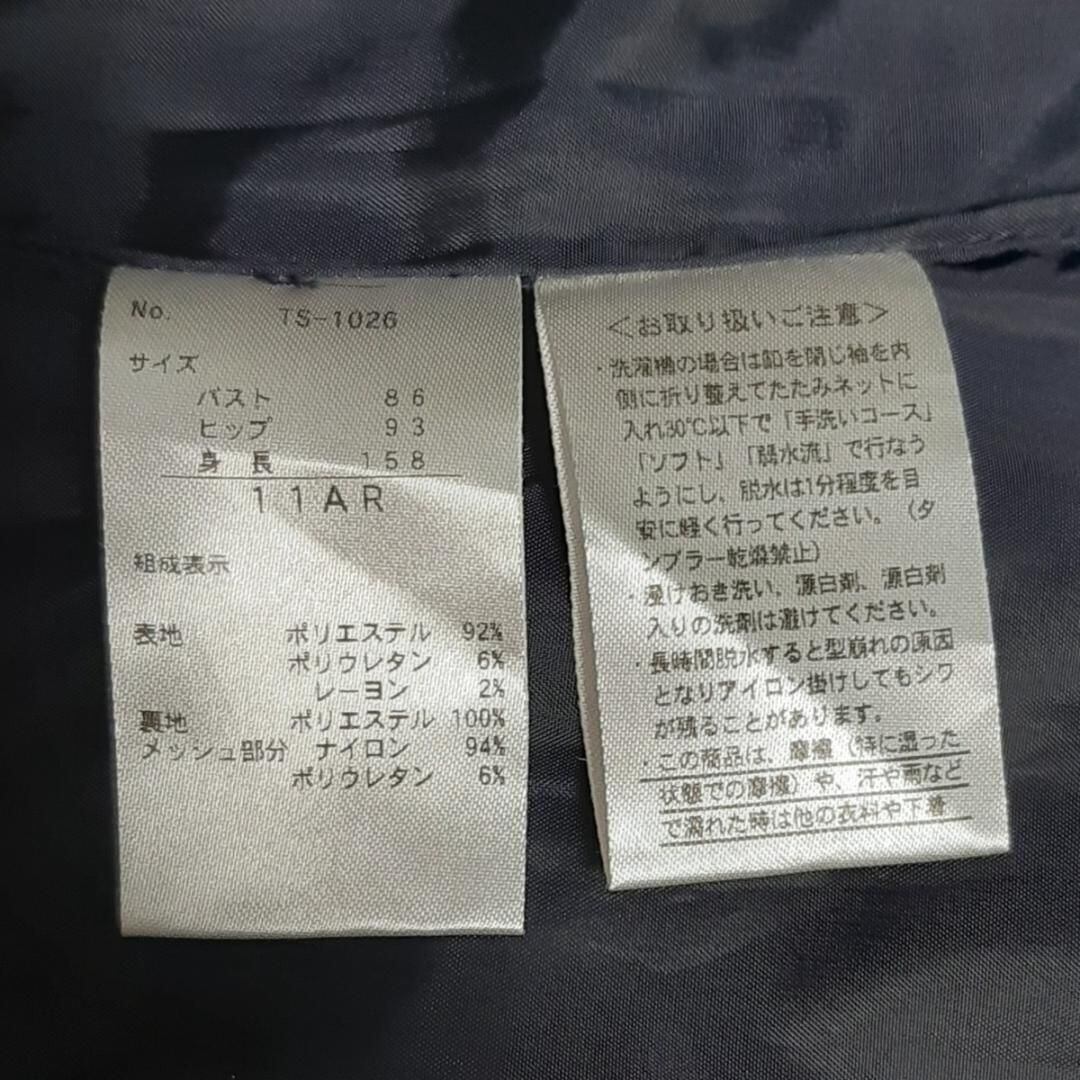 No. TS-1026
サイズ
バスト 86
ヒップ 93
身長 158
11AR
組成表示
表地 ポリエステル 92%
ポリウレタン 6%
レーヨン 2%
裏地 ポリエステル 100%
メッシュ部分 ナイロン 94%
ポリウレタン 6%
＜お取り扱いご注意＞
・洗濯機の場合は釦を閉じ袖を内
側に折り整えてたたみネットに
入れ30℃以下で「手洗いコース」
「ソフト」「弱水流」で行なう
ようにし、脱水は1分程度を目
安に軽く行ってください。（タ
ンブラー乾燥禁止）
・浸けおき洗い、漂白剤、漂白剤
入りの洗剤は避けてください。
・長時間脱水すると型崩れの原因
となりアイロン掛けしてもシワ
が残ることがあります。
・この商品は、摩擦（特に湿った
状態での摩擦）や、汗や雨など
で濡れた時は他の衣料や下着